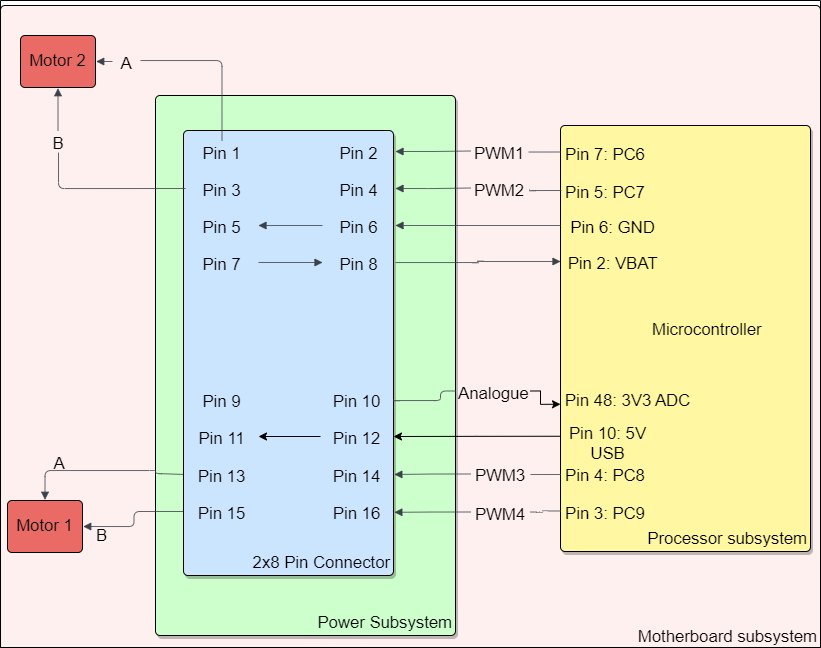 Motor 2
A
B
Pin 1
Pin 2
PWM1
Pin 7: PC6
Pin 3
Pin 4
PWM2
Pin 5: PC7
Pin 5
Pin 6
Pin 6: GND
Pin 7
Pin 8
Pin 2: VBAT
Microcontroller
Pin 9
Pin 10
Analogue
Pin 48: 3V3 ADC
Pin 11
Pin 12
Pin 10: 5V
USB
A
Pin 13
Pin 14
PWM3
Pin 4: PC8
Motor 1
B
Pin 15
Pin 16
PWM4
Pin 3: PC9
2x8 Pin Connector
Processor subsystem
Power Subsystem
Motherboard subsystem